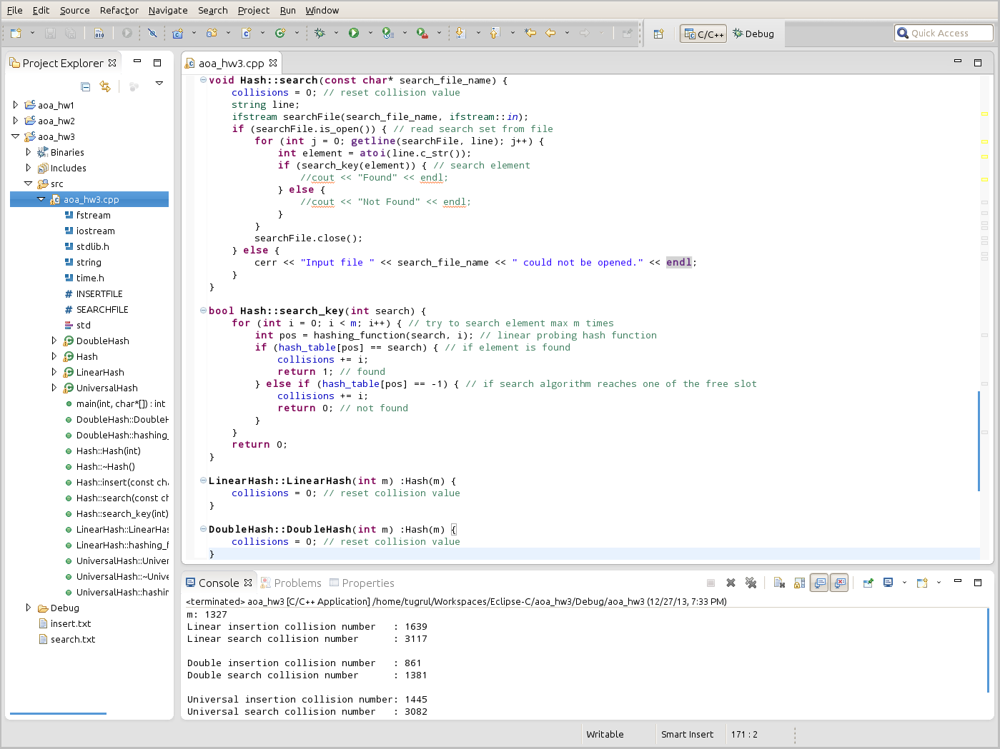 File Edit Source Refactor Navigate Search Project Run Window
C/C++ Debug Quick Access
Project Explorer
aoa_hw1
aoa_hw2
aoa_hw3
Binaries
Includes
src
aoa_hw3.cpp
fstream
iostream
stdlib.h
string
time.h
INSERTFILE
SEARCHFILE
std
DoubleHash
Hash
LinearHash
UniversalHash
main(int, char*[]) : int
DoubleHash::DoubleH
DoubleHash::hashing_
Hash::Hash(int)
Hash::~Hash()
Hash::insert(const cha
Hash::search(const ch
Hash::search_key(int)
LinearHash::LinearHas
LinearHash::hashing_f
UniversalHash::Univer
UniversalHash::~Unive
UniversalHash::hashin
Debug
insert.txt
search.txt
aoa_hw3.cpp
void Hash::search(const char* search_file_name) {
    collisions = 0; // reset collision value
    string line;
    ifstream searchFile(search_file_name, ifstream::in);
    if (searchFile.is_open()) { // read search set from file
        for (int j = 0; getline(searchFile, line); j++) {
            int element = atoi(line.c_str());
            if (search_key(element)) { // search element
                //cout << "Found" << endl;
            } else {
                //cout << "Not Found" << endl;
            }
        }
        searchFile.close();
    } else {
        cerr << "Input file " << search_file_name << " could not be opened." << endl;
    }
}
bool Hash::search_key(int search) {
    for (int i = 0; i < m; i++) { // try to search element max m times
        int pos = hashing_function(search, i); // linear probing hash function
        if (hash_table[pos] == search) { // if element is found
            collisions += i;
            return 1; // found
        } else if (hash_table[pos] == -1) { // if search algorithm reaches one of the free slot
            collisions += i;
            return 0; // not found
        }
    }
    return 0;
}
LinearHash::LinearHash(int m) :Hash(m) {
    collisions = 0; // reset collision value
}
DoubleHash::DoubleHash(int m) :Hash(m) {
    collisions = 0; // reset collision value
}
Console Problems Properties
<terminated> aoa_hw3 [C/C++ Application] /home/tugrul/Workspaces/Eclipse-C/aoa_hw3/Debug/aoa_hw3 (12/27/13, 7:33 PM)
m: 1327
Linear insertion collision number   : 1639
Linear search collision number      : 3117
Double insertion collision number   : 861
Double search collision number      : 1381
Universal insertion collision number: 1445
Universal search collision number   : 3082
Writable Smart Insert 171 : 2